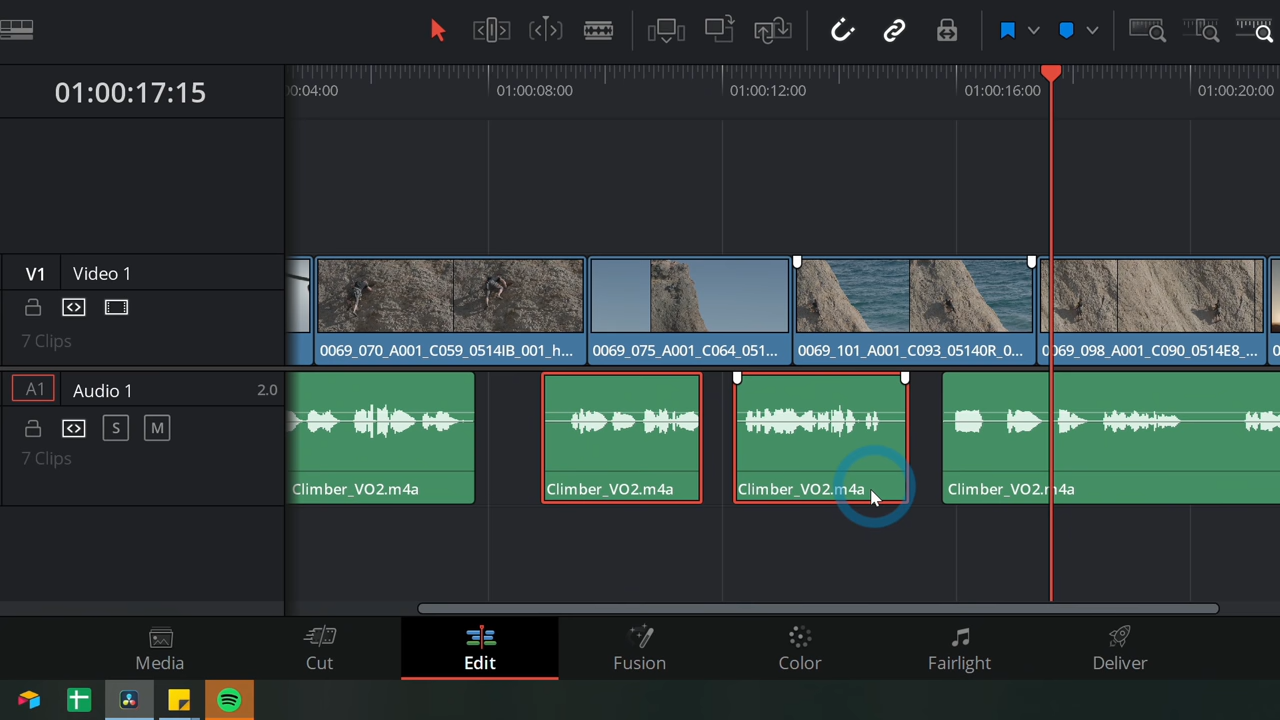 01:00:17:15
00:04:00
01:00:08:00
01:00:12:00
01:00:16:00
01:00:20:00
V1
Video 1
7 Clips
0069_070_A001_C059_0514IB_001_h...
0069_075_A001_C064_051...
0069_101_A001_C093_05140R_0...
0069_098_A001_C090_0514E8_...
A1
Audio 1
2.0
S
M
7 Clips
Climber_VO2.m4a
Climber_VO2.m4a
Climber_VO2.m4a
Climber_VO2.m4a
Media
Cut
Edit
Fusion
Color
Fairlight
Deliver